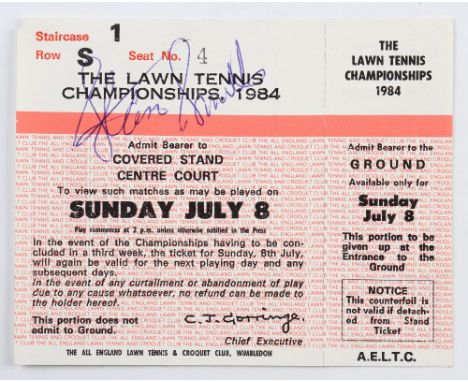 Staircase 1
Row S Seat No. 4
THE LAWN TENNIS
CHAMPIONSHIPS, 1984
Admit Bearer to
COVERED STAND
CENTRE COURT
To view such matches as may be played on
SUNDAY JULY 8
Play commences at 2 p.m. unless otherwise notified in the Press
In the event of the Championships having to be con-
cluded in a third week, the ticket for Sunday, 8th July,
will again be valid for the next playing day and any
subsequent days.
In the event of any curtailment or abandonment of play
due to any cause whatsoever, no refund can be made to
the holder hereof.
This portion does not
admit to Ground.
C. J. Gorringe.
Chief Executive
THE ALL ENGLAND LAWN TENNIS & CROQUET CLUB, WIMBLEDON
THE
LAWN TENNIS
CHAMPIONSHIPS
1984
Admit Bearer to the
GROUND
Available only for
Sunday
July 8
This portion to be
given up at the
Entrance to the
Ground
NOTICE
This counterfoil is
not valid if detach-
ed from Stand
Ticket
A.E.L.T.C.